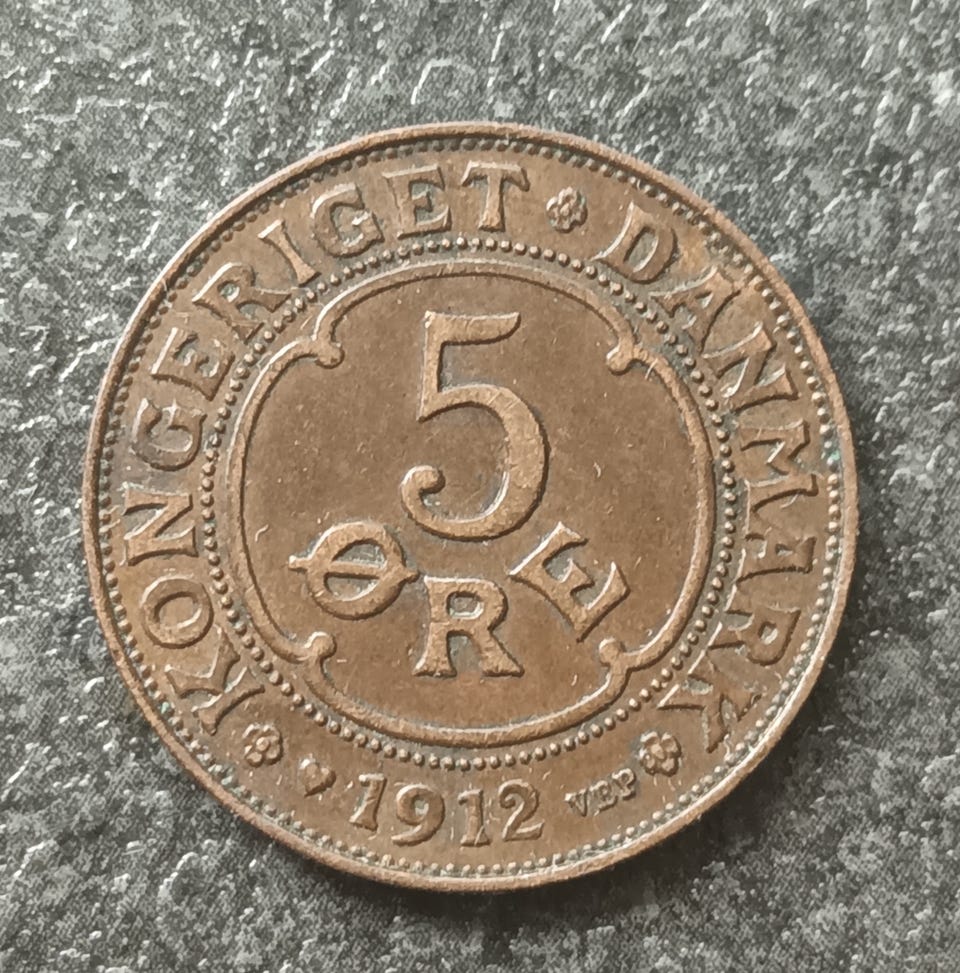 KONGERIGET DANMARK
5
ØRE
1912 VBP